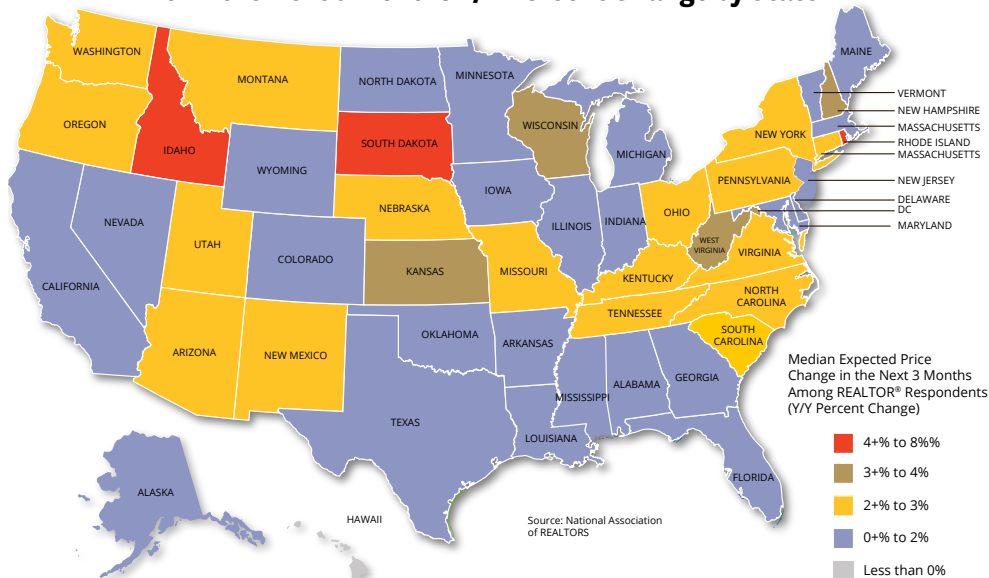 WASHINGTON
MONTANA
NORTH DAKOTA
MINNESOTA
MAINE
VERMONT
NEW HAMPSHIRE
OREGON
IDAHO
SOUTH DAKOTA
WISCONSIN
MICHIGAN
NEW YORK
MASSACHUSETTS
RHODE ISLAND
MASSACHUSETTS
WYOMING
IOWA
PENNSYLVANIA
NEW JERSEY
NEVADA
NEBRASKA
ILLINOIS
INDIANA
OHIO
DELAWARE
DC
MARYLAND
UTAH
COLORADO
KANSAS
MISSOURI
WEST
VIRGINIA
VIRGINIA
KENTUCKY
CALIFORNIA
NORTH
CAROLINA
TENNESSEE
ARIZONA
NEW MEXICO
OKLAHOMA
ARKANSAS
SOUTH
CAROLINA
TEXAS
MISSISSIPPI
ALABAMA
GEORGIA
LOUISIANA
FLORIDA
ALASKA
HAWAII
Source: National Association
of REALTORS
Median Expected Price
Change in the Next 3 Months
Among REALTOR® Respondents
(Y/Y Percent Change)
4+% to 8%%
3+% to 4%
2+% to 3%
0+% to 2%
Less than 0%